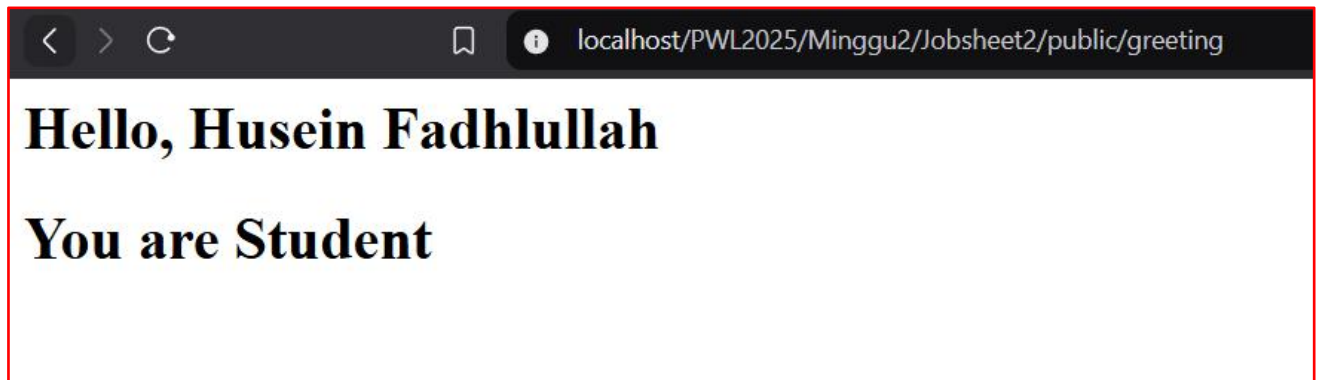 localhost/PWL2025/Minggu2/Jobsheet2/public/greeting
Hello, Husein Fadhlullah
You are Student